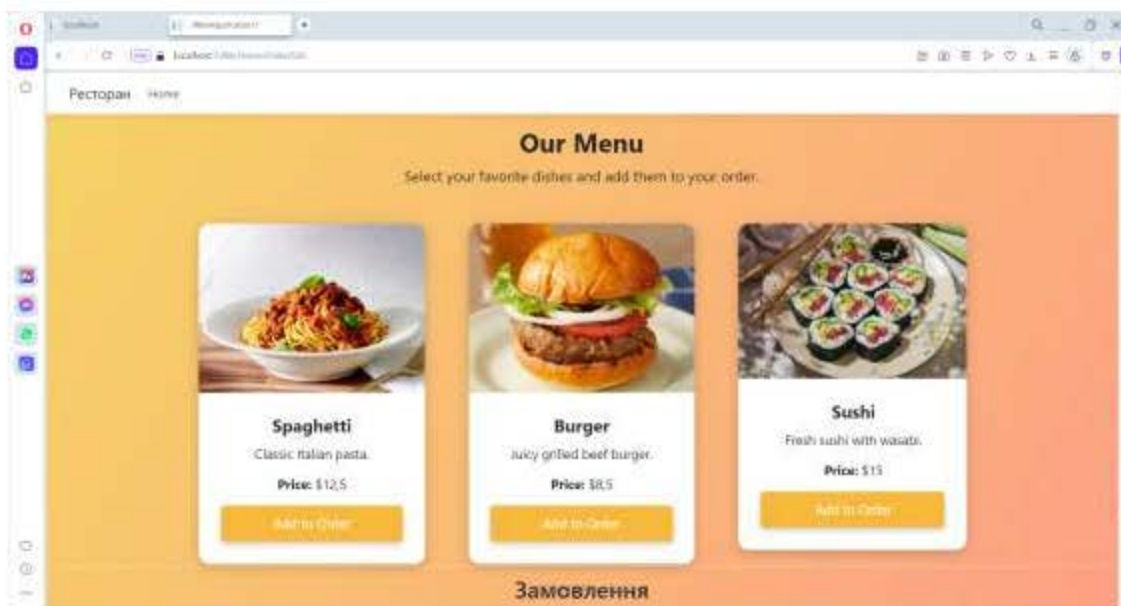 localhost
Ресторан Home
Our Menu
Select your favorite dishes and add them to your order.
Spaghetti
Classic Italian pasta.
Price: $12,5
Add to Order
Burger
Juicy grilled beef burger.
Price: $8,5
Add to Order
Sushi
Fresh sushi with wasabi.
Price: $15
Add to Order
Замовлення